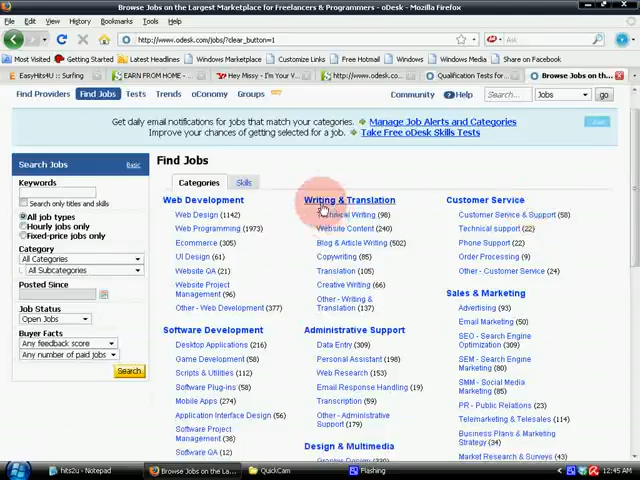 Browse Jobs on the Largest Marketplace for Freelancers & Programmers - oDesk - Mozilla Firefox
File Edit View History Bookmarks Tools Help
http://www.odesk.com/jobs/?clear_button=1
Most Visited Getting Started Latest Headlines Windows Marketplace Customize Links Free Hotmail Windows Media Windows Share on Facebook
EasyHits4U :: Surfing EARN FROM HOME - ... Hey Missy - I'm Your V... http://www.odesk.com... Qualification Tests for... Browse Jobs on th...
Find Providers Find Jobs Tests Trends oConomy Groups Community Help Search... Jobs go
Get daily email notifications for jobs that match your categories. Manage Job Alerts and Categories
Improve your chances of getting selected for a job. Take Free oDesk Skills Tests
Search Jobs Basic
Keywords
Search only titles and skills
All job types
Hourly jobs only
Fixed-price jobs only
Category
All Categories
All Subcategories
Posted Since
Job Status
Open Jobs
Buyer Facts
Any feedback score
Any number of paid jobs
Search
Find Jobs
Categories Skills
Web Development
Web Design (1142)
Web Programming (1973)
Ecommerce (305)
UI Design (61)
Website QA (21)
Website Project
Management (96)
Other - Web Development (377)
Software Development
Desktop Applications (216)
Game Development (58)
Scripts & Utilities (112)
Software Plug-ins (58)
Mobile Apps (274)
Application Interface Design (56)
Software Project
Management (38)
Software QA (12)
Writing & Translation
Technical Writing (98)
Website Content (240)
Blog & Article Writing (502)
Copywriting (85)
Translation (105)
Creative Writing (66)
Other - Writing &
Translation (137)
Administrative Support
Data Entry (309)
Personal Assistant (198)
Web Research (153)
Email Response Handling (19)
Transcription (59)
Other - Administrative
Support (179)
Design & Multimedia
Customer Service
Customer Service & Support (58)
Technical support (22)
Phone Support (22)
Order Processing (9)
Other - Customer Service (24)
Sales & Marketing
Advertising (93)
Email Marketing (50)
SEO - Search Engine
Optimization (309)
SEM - Search Engine
Marketing (80)
SMM - Social Media
Marketing (85)
PR - Public Relations (23)
Telemarketing & Telesales (114)
Business Plans & Marketing
Strategy (34)
Market Research & Surveys (43)
hits2u - Notepad Browse Jobs on the La... QuickCam Flashing 12:45 AM